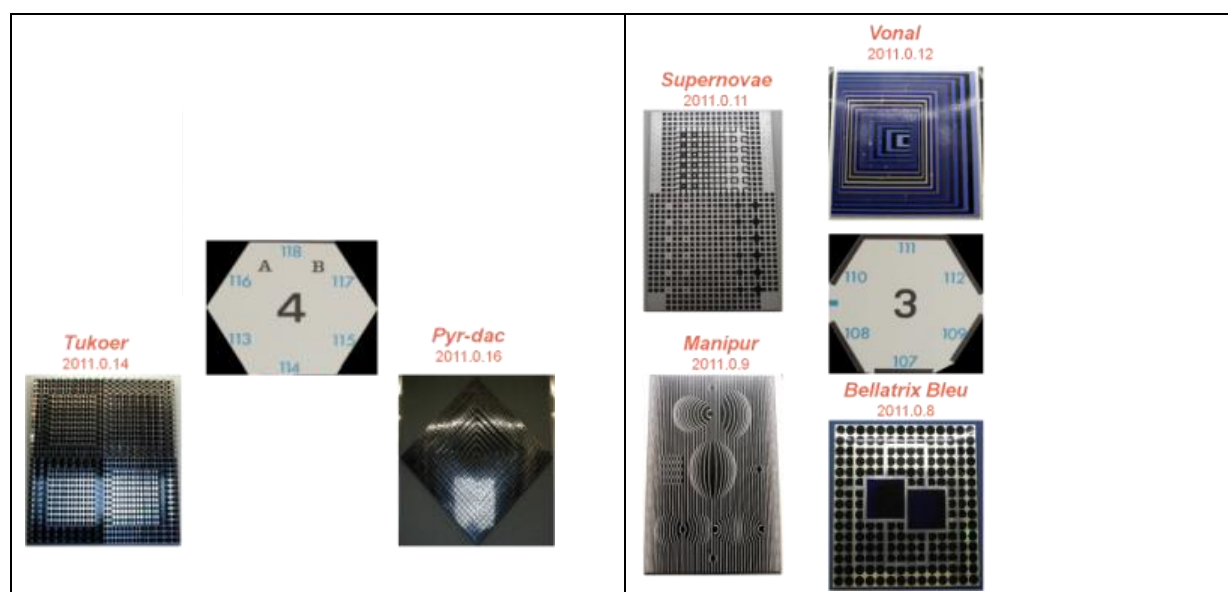 118
A B
116 117
4
113 115
114
Tukoer
2011.0.14
Pyr-dac
2011.0.16
Vonal
2011.0.12
Supernovae
2011.0.11
111
110 112
3
108 109
107
Manipur
2011.0.9
Bellatrix Bleu
2011.0.8